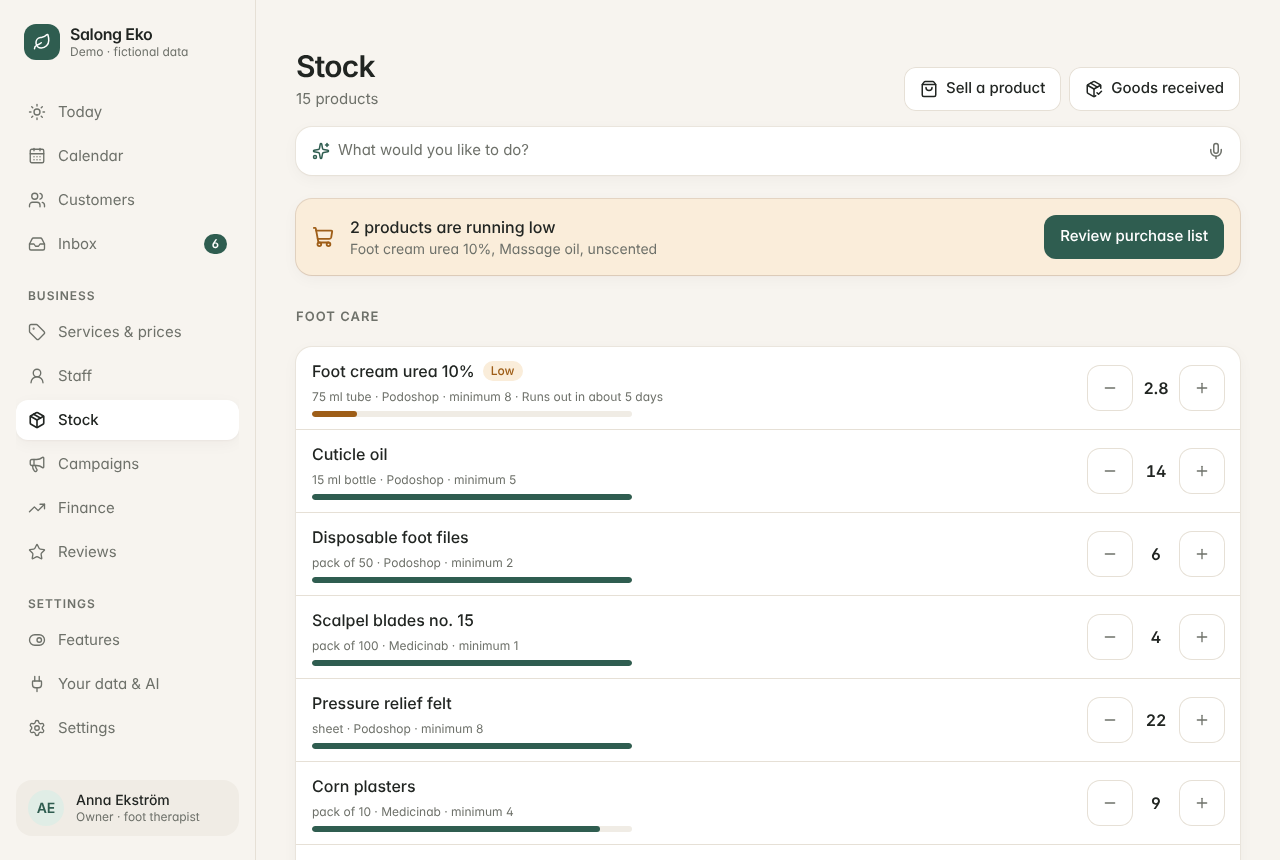 Salong Eko
Demo · fictional data
Today
Calendar
Customers
Inbox 6
BUSINESS
Services & prices
Staff
Stock
Campaigns
Finance
Reviews
SETTINGS
Features
Your data & AI
Settings
AE
Anna Ekström
Owner · foot therapist
Stock
15 products
Sell a product
Goods received
What would you like to do?
2 products are running low
Foot cream urea 10%, Massage oil, unscented
Review purchase list
FOOT CARE
Foot cream urea 10% Low
75 ml tube · Podoshop · minimum 8 · Runs out in about 5 days
− 2.8 +
Cuticle oil
15 ml bottle · Podoshop · minimum 5
− 14 +
Disposable foot files
pack of 50 · Podoshop · minimum 2
− 6 +
Scalpel blades no. 15
pack of 100 · Medicinab · minimum 1
− 4 +
Pressure relief felt
sheet · Podoshop · minimum 8
− 22 +
Corn plasters
pack of 10 · Medicinab · minimum 4
− 9 +